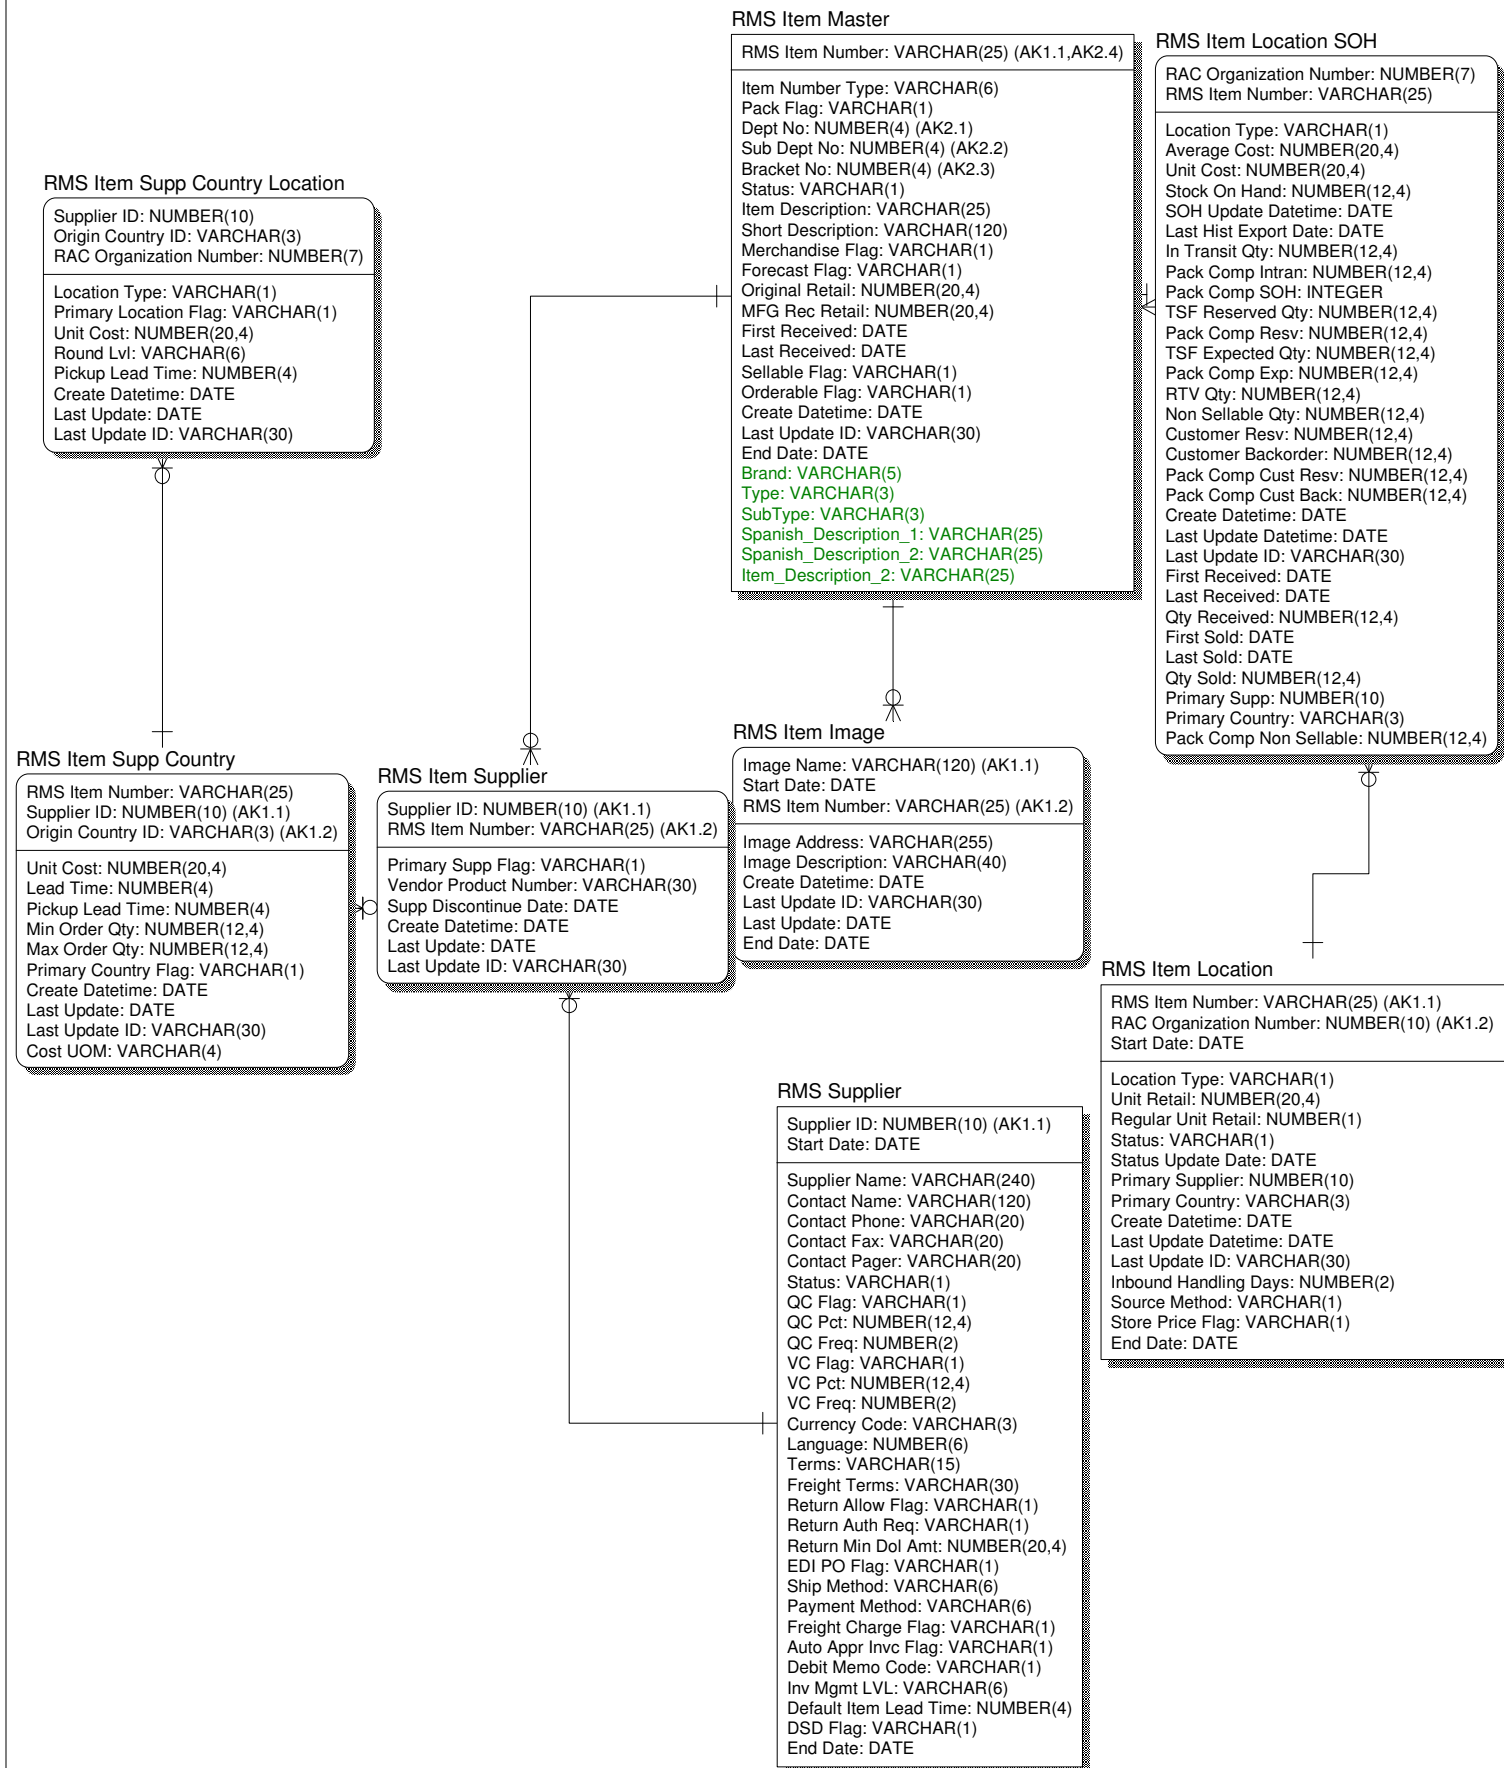 RMS Item Master
RMS Item Number: VARCHAR(25) (AK1.1,AK2.4)
Item Number Type: VARCHAR(6)
Pack Flag: VARCHAR(1)
Dept No: NUMBER(4) (AK2.1)
Sub Dept No: NUMBER(4) (AK2.2)
Bracket No: NUMBER(4) (AK2.3)
Status: VARCHAR(1)
Item Description: VARCHAR(25)
Short Description: VARCHAR(120)
Merchandise Flag: VARCHAR(1)
Forecast Flag: VARCHAR(1)
Original Retail: NUMBER(20,4)
MFG Rec Retail: NUMBER(20,4)
First Received: DATE
Last Received: DATE
Sellable Flag: VARCHAR(1)
Orderable Flag: VARCHAR(1)
Create Datetime: DATE
Last Update ID: VARCHAR(30)
End Date: DATE
Brand: VARCHAR(5)
Type: VARCHAR(3)
SubType: VARCHAR(3)
Spanish_Description_1: VARCHAR(25)
Spanish_Description_2: VARCHAR(25)
Item_Description_2: VARCHAR(25)
RMS Item Location SOH
RAC Organization Number: NUMBER(7)
RMS Item Number: VARCHAR(25)
Location Type: VARCHAR(1)
Average Cost: NUMBER(20,4)
Unit Cost: NUMBER(20,4)
Stock On Hand: NUMBER(12,4)
SOH Update Datetime: DATE
Last Hist Export Date: DATE
In Transit Qty: NUMBER(12,4)
Pack Comp Intran: NUMBER(12,4)
Pack Comp SOH: INTEGER
TSF Reserved Qty: NUMBER(12,4)
Pack Comp Resv: NUMBER(12,4)
TSF Expected Qty: NUMBER(12,4)
Pack Comp Exp: NUMBER(12,4)
RTV Qty: NUMBER(12,4)
Non Sellable Qty: NUMBER(12,4)
Customer Resv: NUMBER(12,4)
Customer Backorder: NUMBER(12,4)
Pack Comp Cust Resv: NUMBER(12,4)
Pack Comp Cust Back: NUMBER(12,4)
Create Datetime: DATE
Last Update Datetime: DATE
Last Update ID: VARCHAR(30)
First Received: DATE
Last Received: DATE
Qty Received: NUMBER(12,4)
First Sold: DATE
Last Sold: DATE
Qty Sold: NUMBER(12,4)
Primary Supp: NUMBER(10)
Primary Country: VARCHAR(3)
Pack Comp Non Sellable: NUMBER(12,4)
RMS Item Supp Country Location
Supplier ID: NUMBER(10)
Origin Country ID: VARCHAR(3)
RAC Organization Number: NUMBER(7)
Location Type: VARCHAR(1)
Primary Location Flag: VARCHAR(1)
Unit Cost: NUMBER(20,4)
Round Lvl: VARCHAR(6)
Pickup Lead Time: NUMBER(4)
Create Datetime: DATE
Last Update: DATE
Last Update ID: VARCHAR(30)
RMS Item Supp Country
RMS Item Number: VARCHAR(25)
Supplier ID: NUMBER(10) (AK1.1)
Origin Country ID: VARCHAR(3) (AK1.2)
Unit Cost: NUMBER(20,4)
Lead Time: NUMBER(4)
Pickup Lead Time: NUMBER(4)
Min Order Qty: NUMBER(12,4)
Max Order Qty: NUMBER(12,4)
Primary Country Flag: VARCHAR(1)
Create Datetime: DATE
Last Update: DATE
Last Update ID: VARCHAR(30)
Cost UOM: VARCHAR(4)
RMS Item Supplier
Supplier ID: NUMBER(10) (AK1.1)
RMS Item Number: VARCHAR(25) (AK1.2)
Primary Supp Flag: VARCHAR(1)
Vendor Product Number: VARCHAR(30)
Supp Discontinue Date: DATE
Create Datetime: DATE
Last Update: DATE
Last Update ID: VARCHAR(30)
RMS Item Image
Image Name: VARCHAR(120) (AK1.1)
Start Date: DATE
RMS Item Number: VARCHAR(25) (AK1.2)
Image Address: VARCHAR(255)
Image Description: VARCHAR(40)
Create Datetime: DATE
Last Update ID: VARCHAR(30)
Last Update: DATE
End Date: DATE
RMS Item Location
RMS Item Number: VARCHAR(25) (AK1.1)
RAC Organization Number: NUMBER(10) (AK1.2)
Start Date: DATE
Location Type: VARCHAR(1)
Unit Retail: NUMBER(20,4)
Regular Unit Retail: NUMBER(1)
Status: VARCHAR(1)
Status Update Date: DATE
Primary Supplier: NUMBER(10)
Primary Country: VARCHAR(3)
Create Datetime: DATE
Last Update Datetime: DATE
Last Update ID: VARCHAR(30)
Inbound Handling Days: NUMBER(2)
Source Method: VARCHAR(1)
Store Price Flag: VARCHAR(1)
End Date: DATE
RMS Supplier
Supplier ID: NUMBER(10) (AK1.1)
Start Date: DATE
Supplier Name: VARCHAR(240)
Contact Name: VARCHAR(120)
Contact Phone: VARCHAR(20)
Contact Fax: VARCHAR(20)
Contact Pager: VARCHAR(20)
Status: VARCHAR(1)
QC Flag: VARCHAR(1)
QC Pct: NUMBER(12,4)
QC Freq: NUMBER(2)
VC Flag: VARCHAR(1)
VC Pct: NUMBER(12,4)
VC Freq: NUMBER(2)
Currency Code: VARCHAR(3)
Language: NUMBER(6)
Terms: VARCHAR(15)
Freight Terms: VARCHAR(30)
Return Allow Flag: VARCHAR(1)
Return Auth Req: VARCHAR(1)
Return Min Dol Amt: NUMBER(20,4)
EDI PO Flag: VARCHAR(1)
Ship Method: VARCHAR(6)
Payment Method: VARCHAR(6)
Freight Charge Flag: VARCHAR(1)
Auto Appr Invc Flag: VARCHAR(1)
Debit Memo Code: VARCHAR(1)
Inv Mgmt LVL: VARCHAR(6)
Default Item Lead Time: NUMBER(4)
DSD Flag: VARCHAR(1)
End Date: DATE